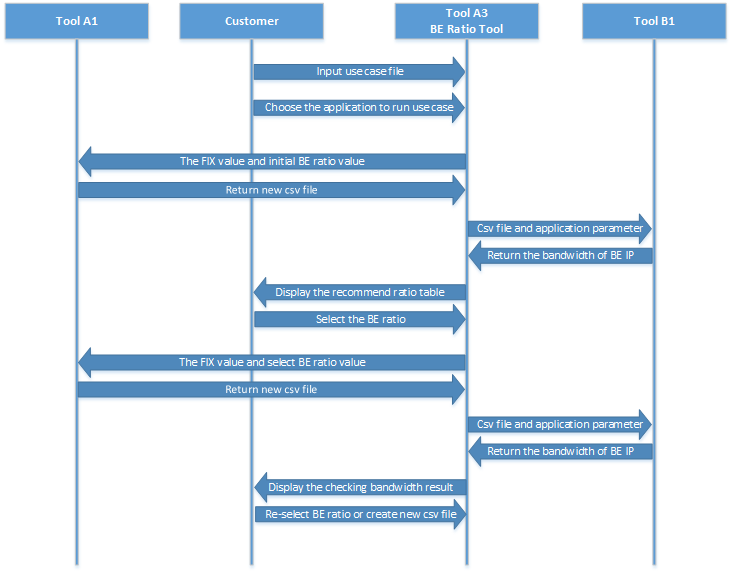 Tool A1
Customer
Tool A3
BE Ratio Tool
Tool B1
Input use case file
Choose the application to run use case
The FIX value and initial BE ratio value
Return new csv file
Csv file and application parameter
Return the bandwidth of BE IP
Display the recommend ratio table
Select the BE ratio
The FIX value and select BE ratio value
Return new csv file
Csv file and application parameter
Return the bandwidth of BE IP
Display the checking bandwidth result
Re-select BE ratio or create new csv file